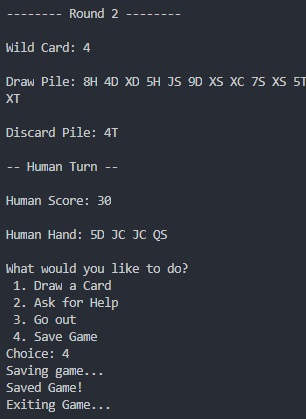 -------- Round 2 --------
Wild Card: 4
Draw Pile: 8H 4D XD 5H JS 9D XS XC 7S XS 5T
XT
Discard Pile: 4T
-- Human Turn --
Human Score: 30
Human Hand: 5D JC JC QS
What would you like to do?
1. Draw a Card
2. Ask for Help
3. Go out
4. Save Game
Choice: 4
Saving game...
Saved Game!
Exiting Game...